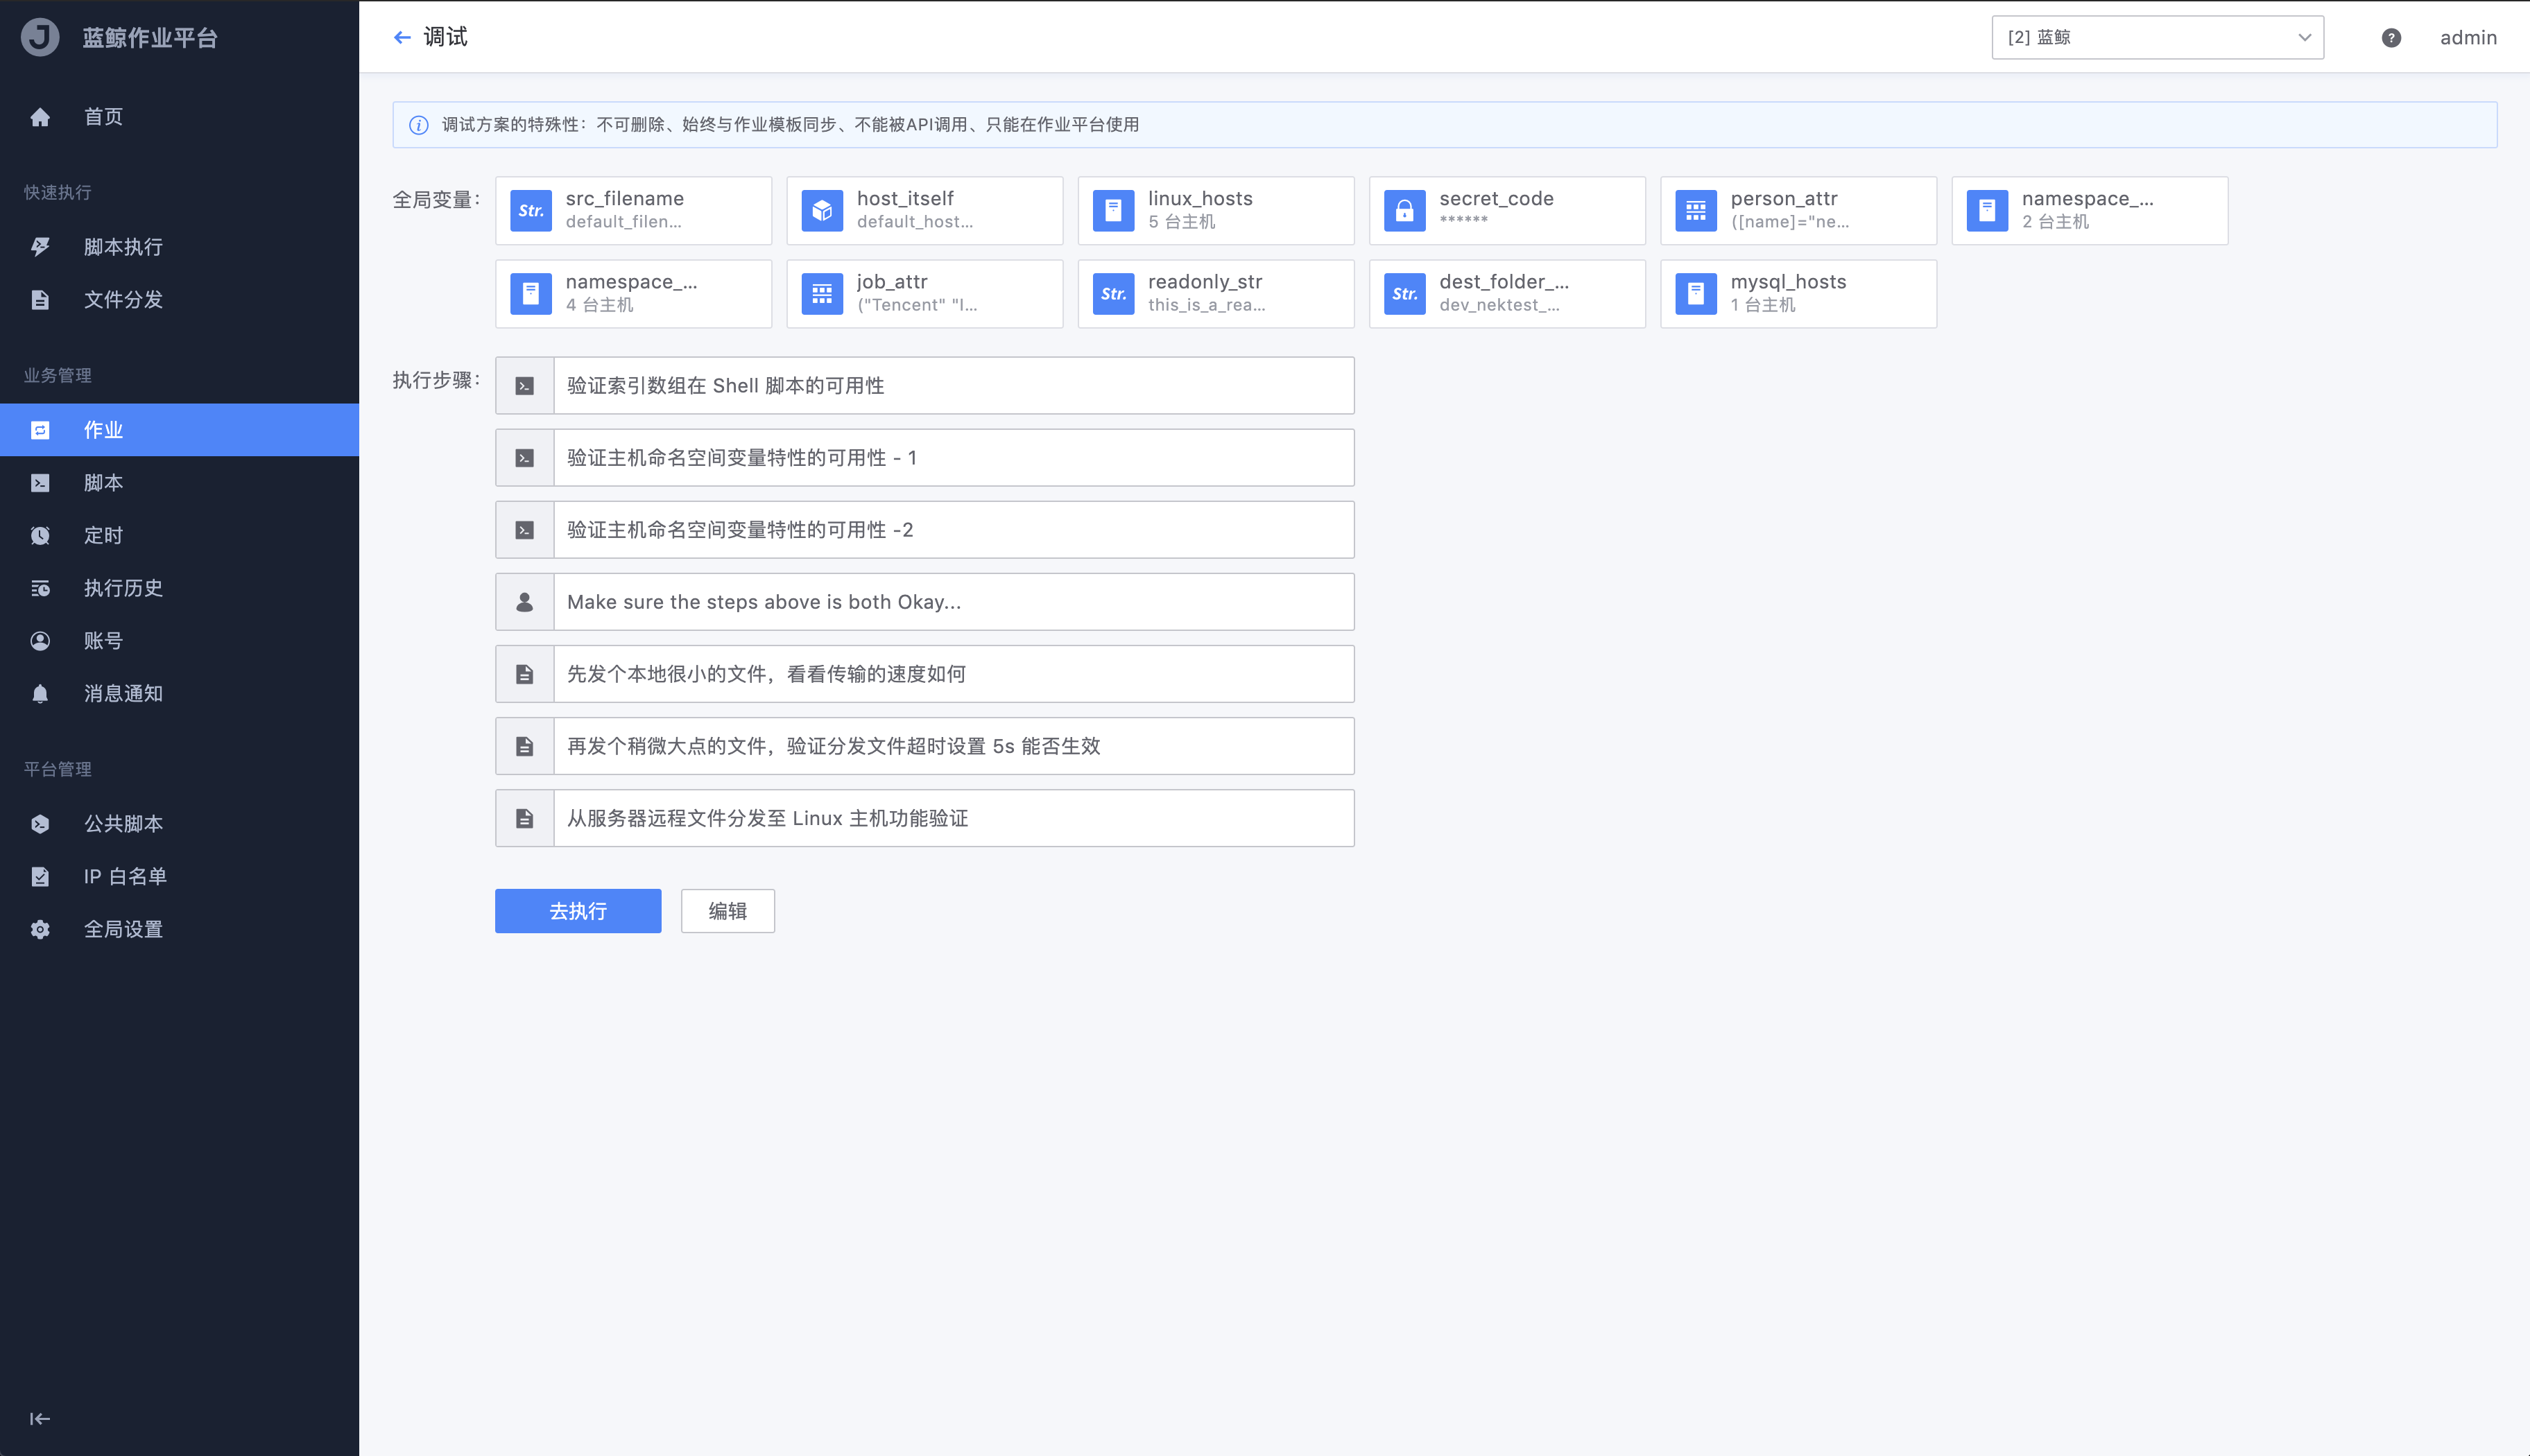 J 蓝鲸作业平台
首页
快速执行
脚本执行
文件分发
业务管理
作业
脚本
定时
执行历史
账号
消息通知
平台管理
公共脚本
IP 白名单
全局设置
← 调试
[2] 蓝鲸
?
admin
调试方案的特殊性：不可删除、始终与作业模板同步、不能被API调用、只能在作业平台使用
全局变量：
Str.
src_filename
default_filen...
host_itself
default_host...
linux_hosts
5 台主机
secret_code
******
person_attr
([name]="ne...
namespace_...
2 台主机
namespace_...
4 台主机
job_attr
("Tencent" "I...
Str.
readonly_str
this_is_a_rea...
Str.
dest_folder_...
dev_nektest_...
mysql_hosts
1 台主机
执行步骤：
验证索引数组在 Shell 脚本的可用性
验证主机命名空间变量特性的可用性 - 1
验证主机命名空间变量特性的可用性 -2
Make sure the steps above is both Okay...
先发个本地很小的文件，看看传输的速度如何
再发个稍微大点的文件，验证分发文件超时设置 5s 能否生效
从服务器远程文件分发至 Linux 主机功能验证
去执行
编辑